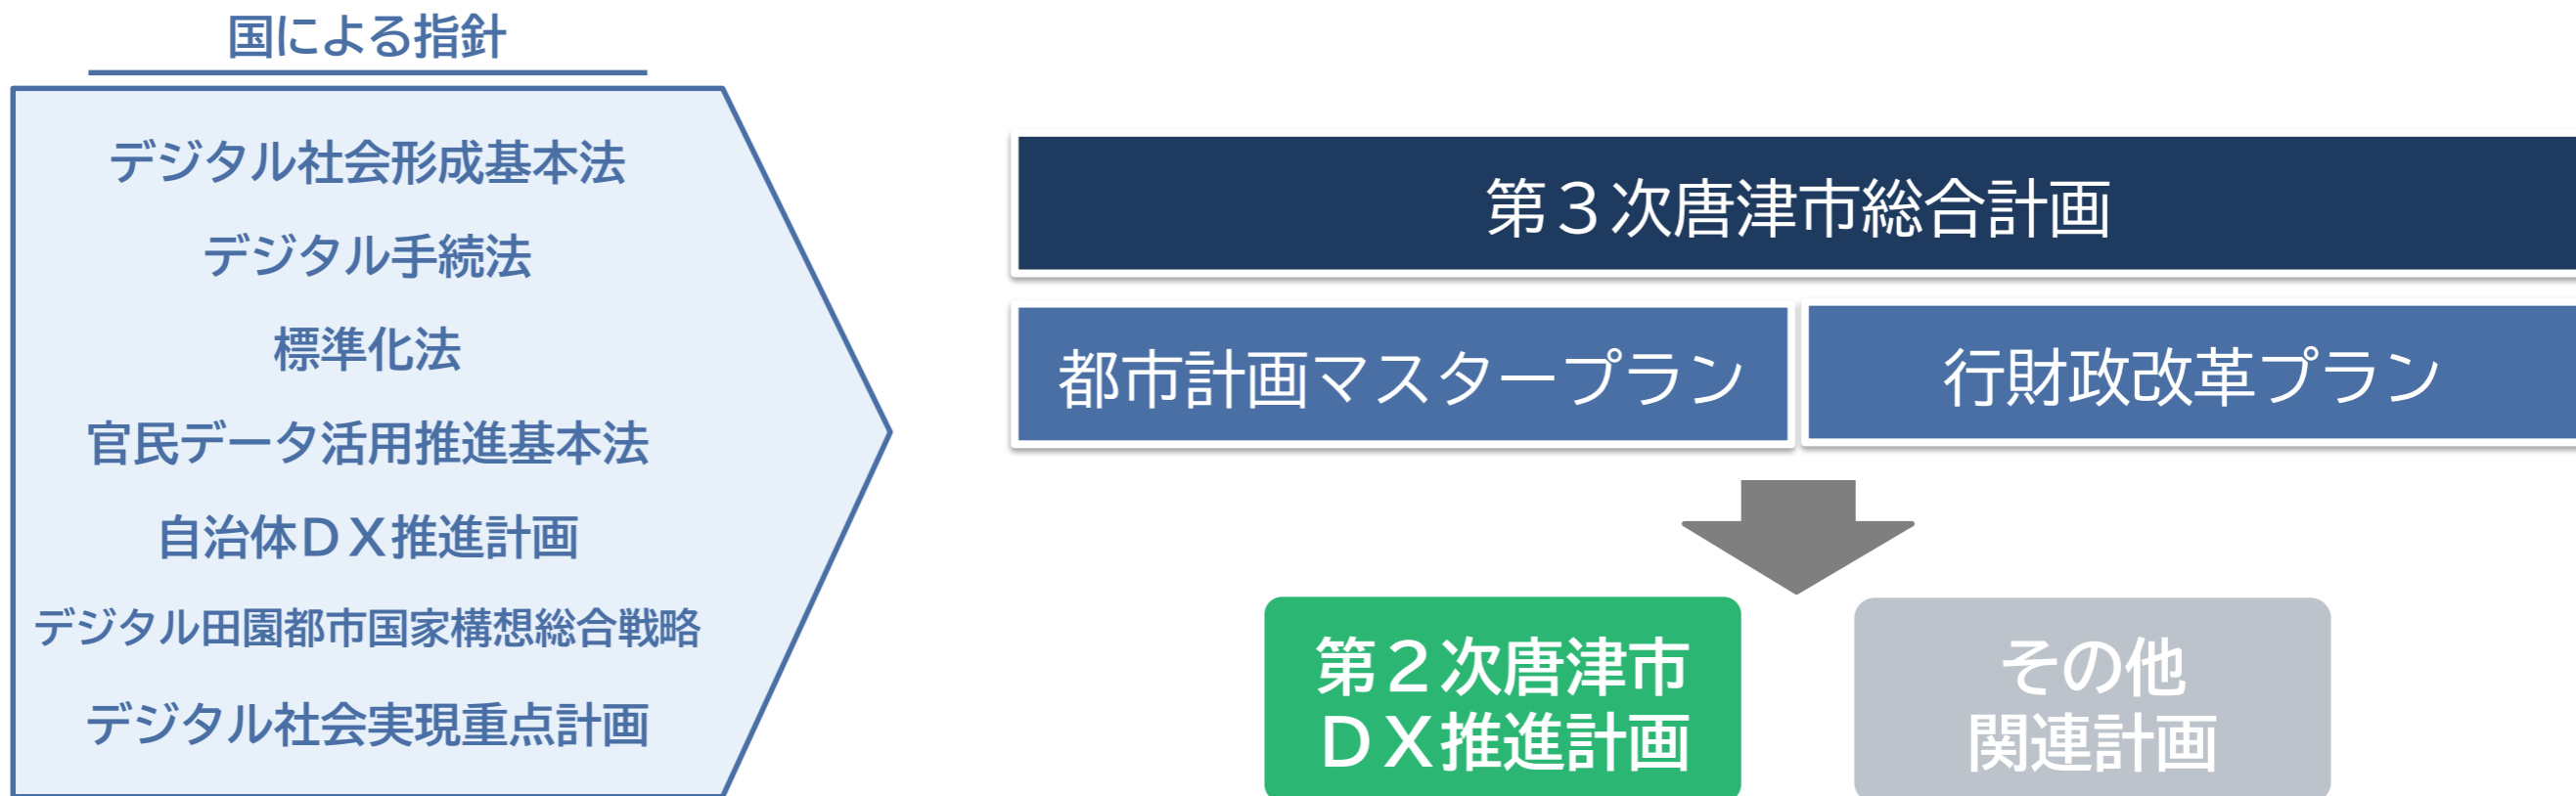 国による指針
デジタル社会形成基本法
デジタル手続法
標準化法
官民データ活用推進基本法
自治体ＤＸ推進計画
デジタル田園都市国家構想総合戦略
デジタル社会実現重点計画
第３次唐津市総合計画
都市計画マスタープラン
行財政改革プラン
第２次唐津市
ＤＸ推進計画
その他
関連計画